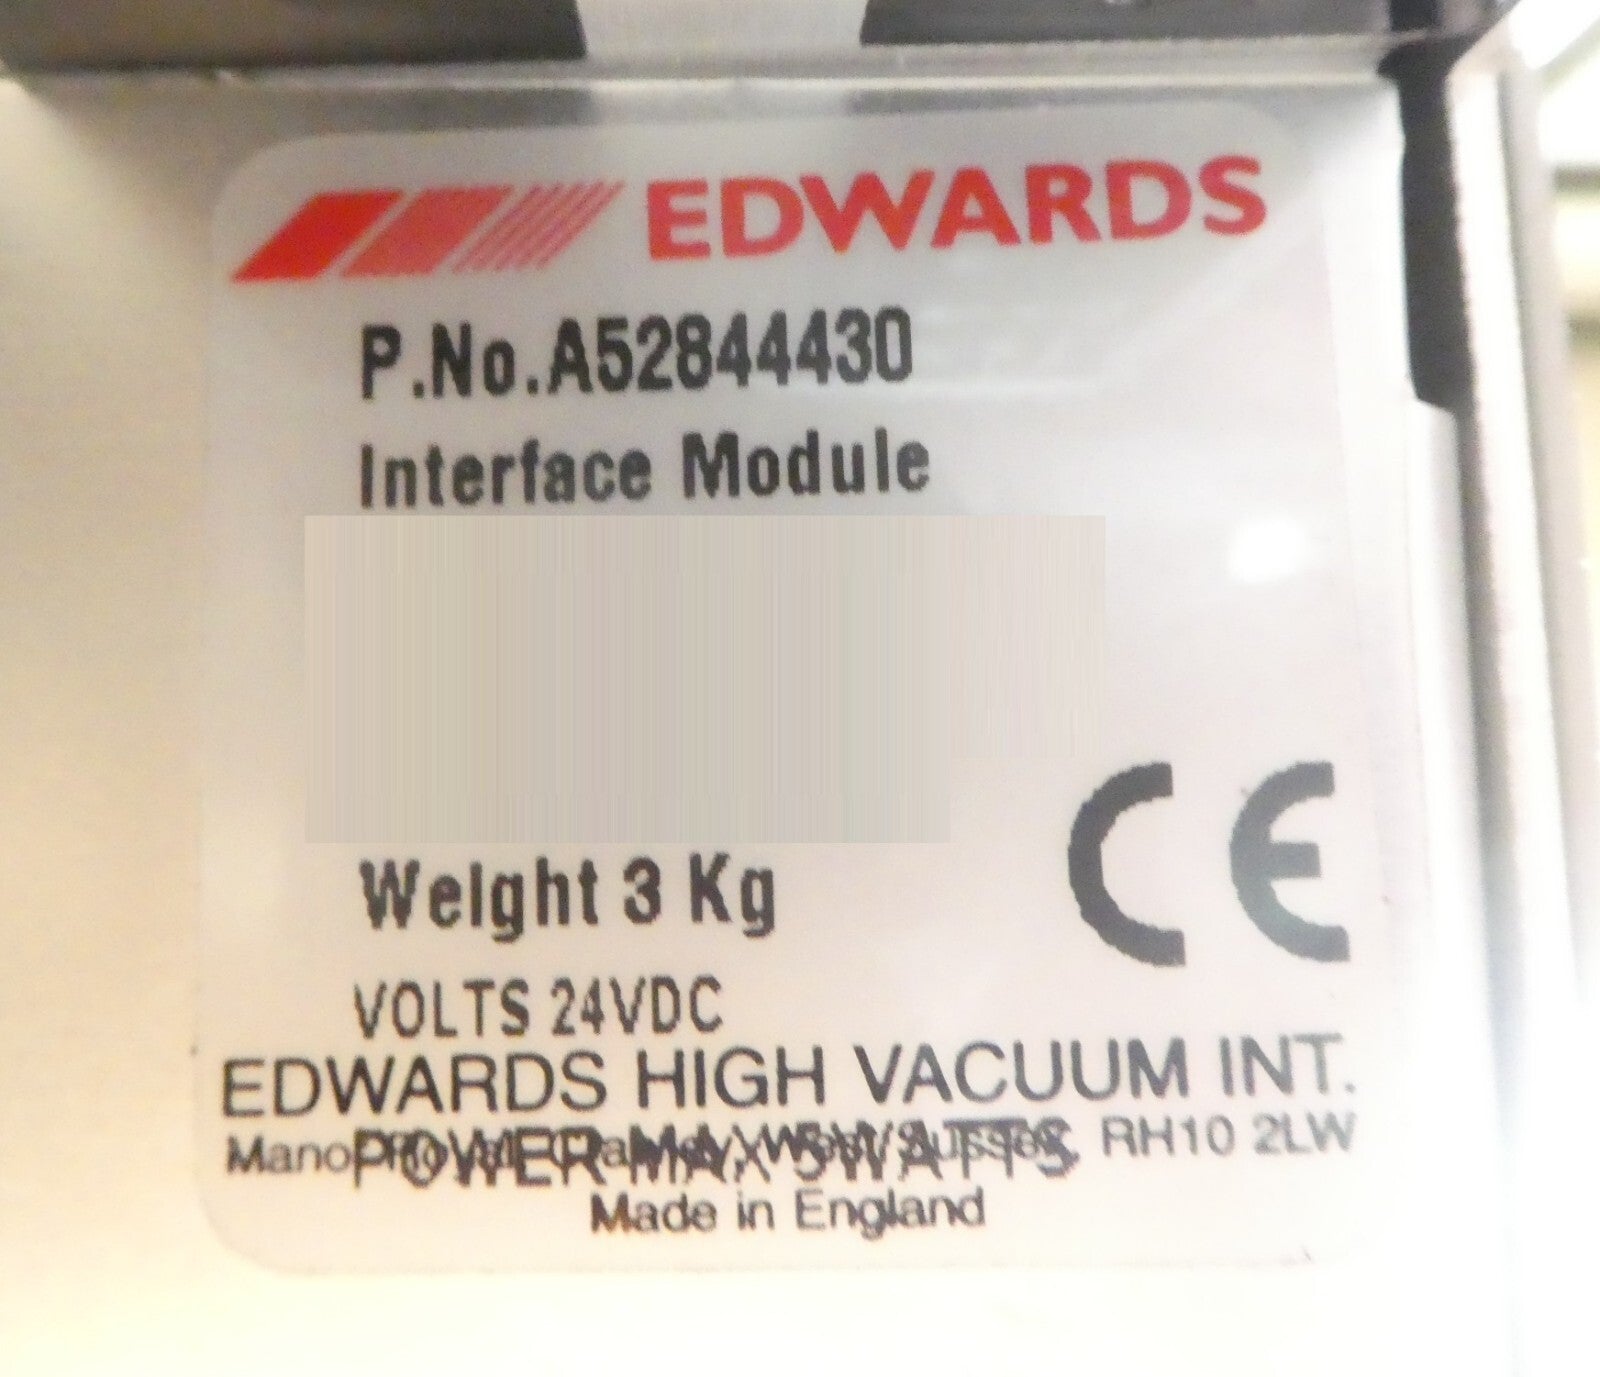 EDWARDS
P.No.A52844430
Interface Module
Weight 3 Kg
VOLTS 24VDC
EDWARDS HIGH VACUUM INT.
POWER MAX 5WATTS
RH10 2LW
Made in England